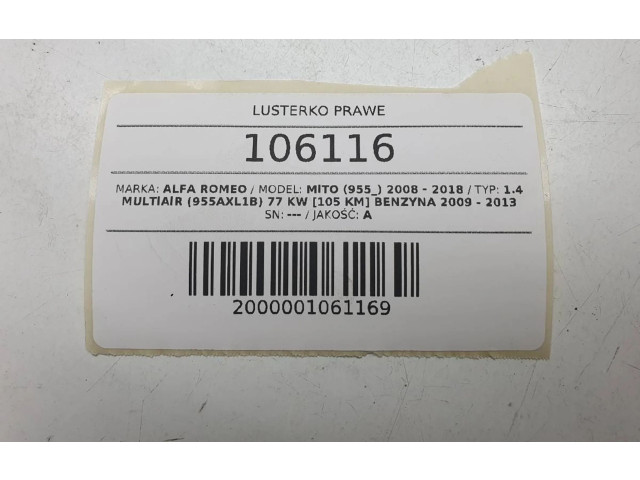 LUSTERKO PRAWE
106116
MARKA: ALFA ROMEO / MODEL: MITO (955_) 2008 - 2018 / TYP: 1.4
MULTIAIR (955AXL1B) 77 KW [105 KM] BENZYNA 2009 - 2013
SN: --- / JAKOŚĆ: A
2000001061169